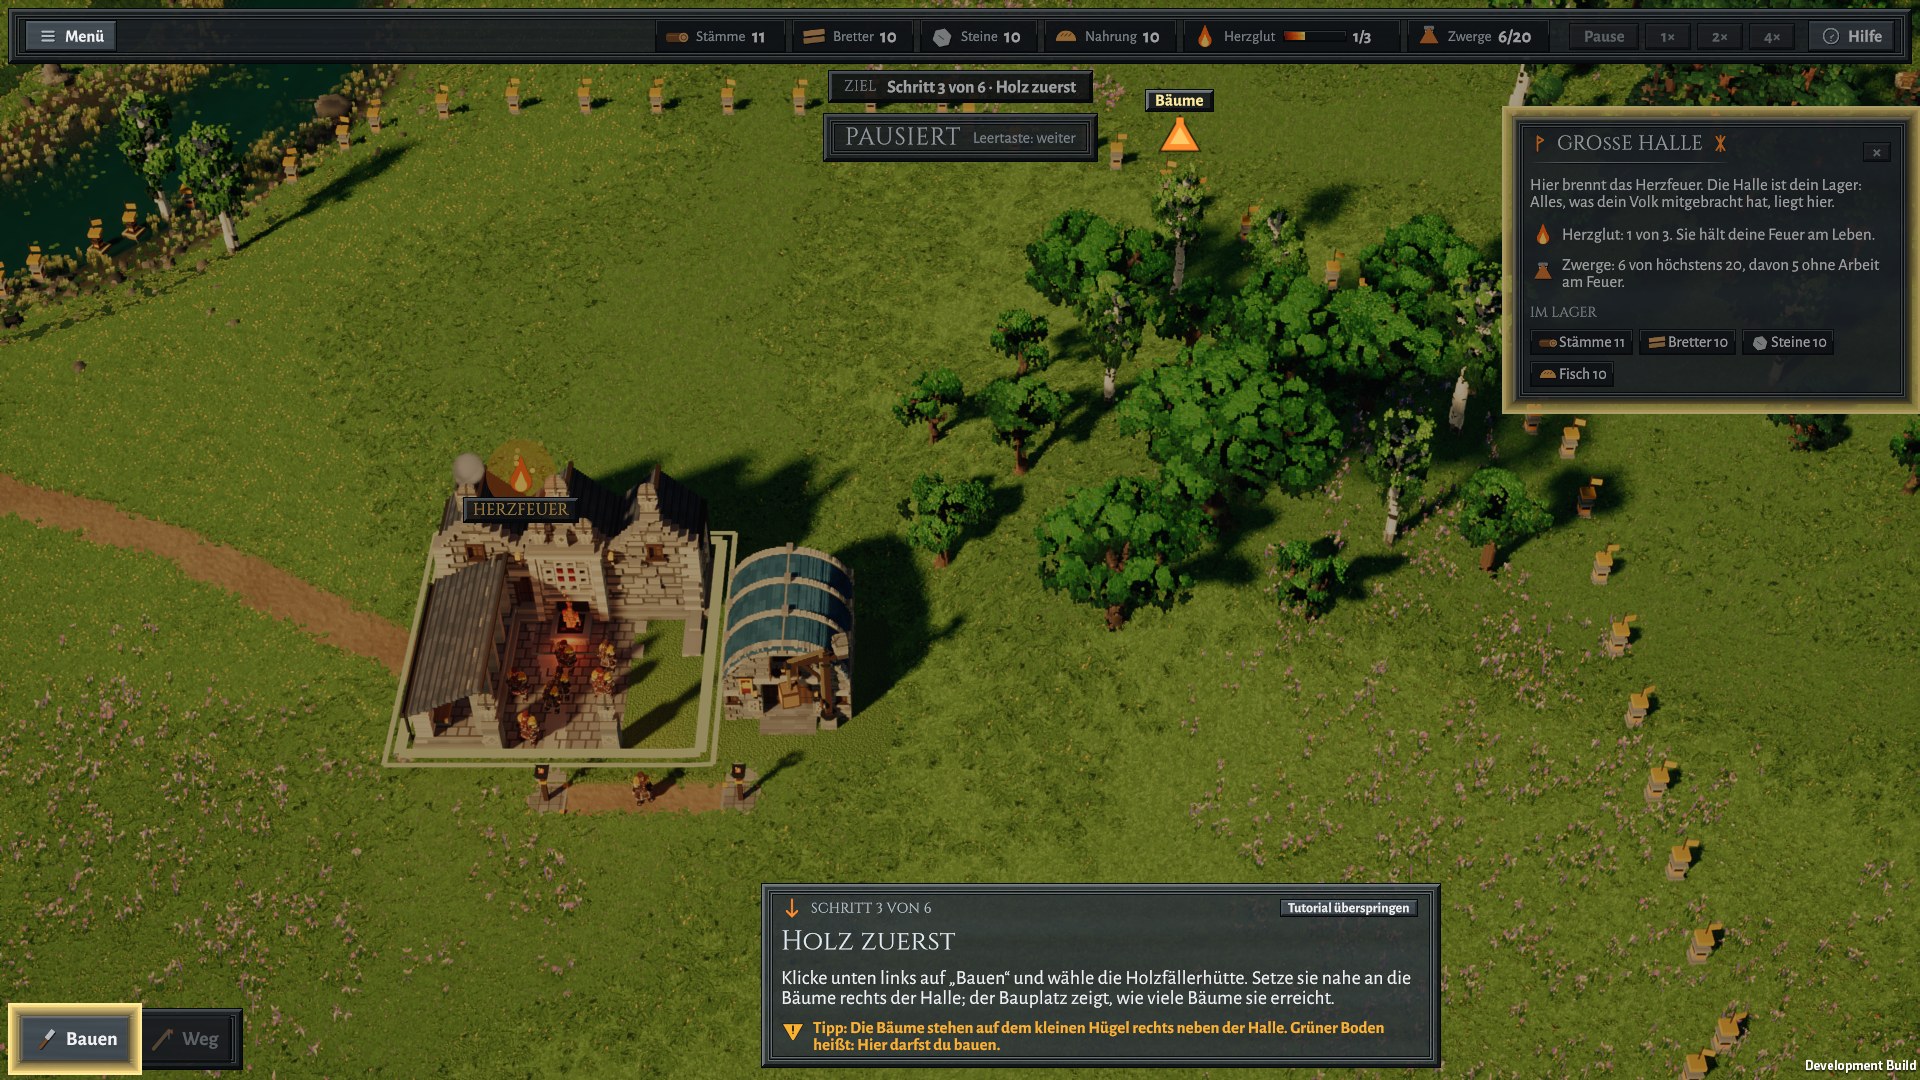 Menü
Stämme 11
Bretter 10
Steine 10
Nahrung 10
Herzglut 1/3
Zwerge 6/20
Pause
1×
2×
4×
Hilfe
ZIEL Schritt 3 von 6 · Holz zuerst
PAUSIERT Leertaste: weiter
Bäume
GROSSE HALLE
×
Hier brennt das Herzfeuer. Die Halle ist dein Lager:
Alles, was dein Volk mitgebracht hat, liegt hier.
Herzglut: 1 von 3. Sie hält deine Feuer am Leben.
Zwerge: 6 von höchstens 20, davon 5 ohne Arbeit
am Feuer.
IM LAGER
Stämme 11
Bretter 10
Steine 10
Fisch 10
HERZFEUER
SCHRITT 3 VON 6
Tutorial überspringen
HOLZ ZUERST
Klicke unten links auf „Bauen“ und wähle die Holzfällerhütte. Setze sie nahe an die
Bäume rechts der Halle; der Bauplatz zeigt, wie viele Bäume sie erreicht.
Tipp: Die Bäume stehen auf dem kleinen Hügel rechts neben der Halle. Grüner Boden
heißt: Hier darfst du bauen.
Bauen
Weg
Development Build